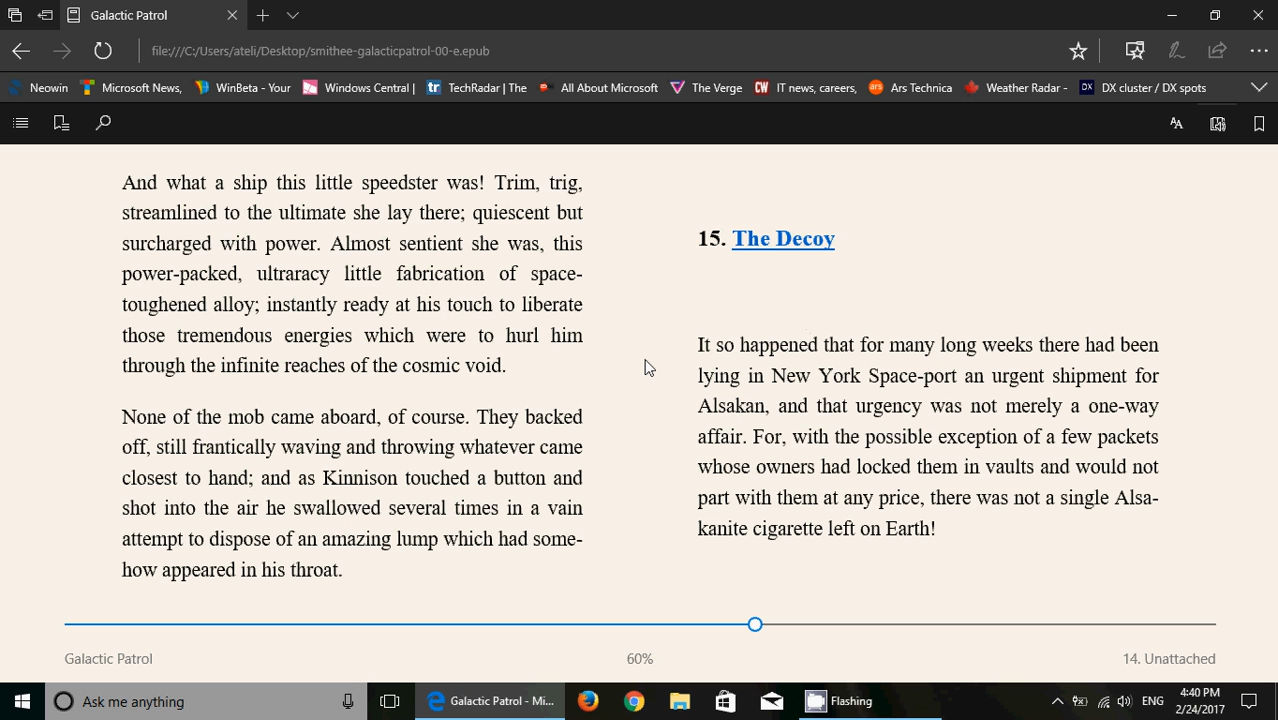 Galactic Patrol
file:///C:/Users/ateli/Desktop/smithee-galacticpatrol-00-e.epub
Neowin
Microsoft News,
WinBeta - Your
Windows Central |
tr TechRadar | The
All About Microsoft
The Verge
CW IT news, careers,
ars Ars Technica
Weather Radar -
DX DX cluster / DX spots
AA
And what a ship this little speedster was! Trim, trig,
streamlined to the ultimate she lay there; quiescent but
surcharged with power. Almost sentient she was, this
power-packed, ultraracy little fabrication of space-
toughened alloy; instantly ready at his touch to liberate
those tremendous energies which were to hurl him
through the infinite reaches of the cosmic void.
None of the mob came aboard, of course. They backed
off, still frantically waving and throwing whatever came
closest to hand; and as Kinnison touched a button and
shot into the air he swallowed several times in a vain
attempt to dispose of an amazing lump which had some-
how appeared in his throat.
15. The Decoy
It so happened that for many long weeks there had been
lying in New York Space-port an urgent shipment for
Alsakan, and that urgency was not merely a one-way
affair. For, with the possible exception of a few packets
whose owners had locked them in vaults and would not
part with them at any price, there was not a single Alsa-
kanite cigarette left on Earth!
Galactic Patrol
60%
14. Unattached
Ask me anything
Galactic Patrol - Mi...
Flashing
ENG
4:40 PM
2/24/2017